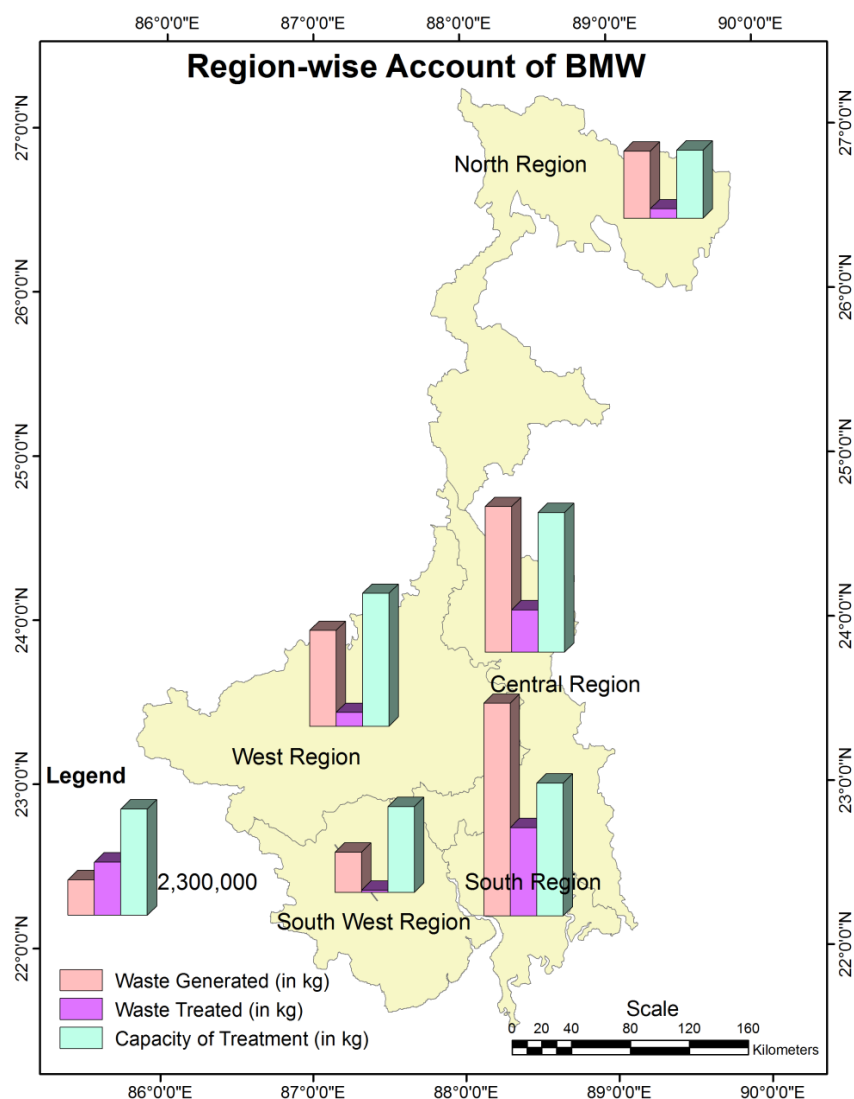 86°0'0"E 87°0'0"E 88°0'0"E 89°0'0"E 90°0'0"E
Region-wise Account of BMW
27°0'0"N
27°0'0"N
North Region
26°0'0"N
26°0'0"N
25°0'0"N
25°0'0"N
24°0'0"N
24°0'0"N
Central Region
West Region
Legend
23°0'0"N
23°0'0"N
2,300,000
South Region
South West Region
22°0'0"N
22°0'0"N
Waste Generated (in kg)
Waste Treated (in kg)
Capacity of Treatment (in kg)
Scale
0 20 40 80 120 160
Kilometers
86°0'0"E 87°0'0"E 88°0'0"E 89°0'0"E 90°0'0"E